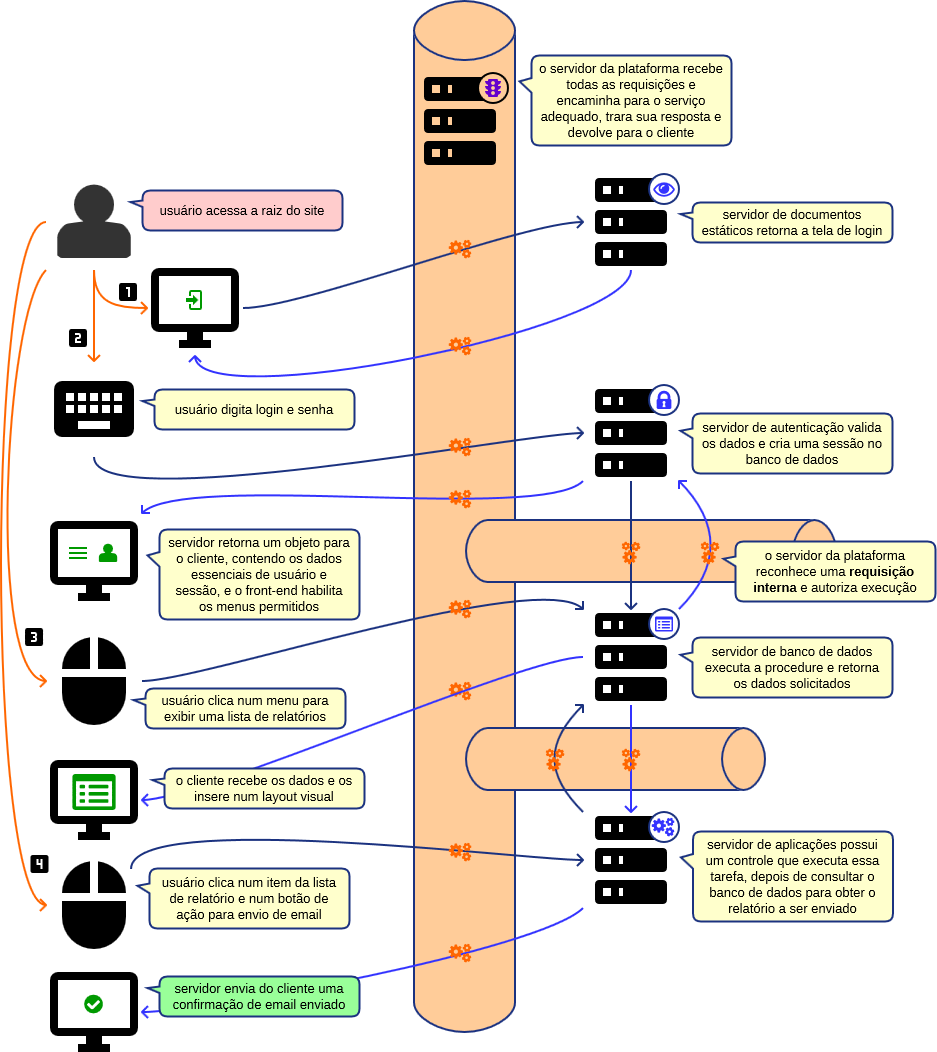 o servidor da plataforma recebe
todas as requisições e
encaminha para o serviço
adequado, trara sua resposta e
devolve para o cliente
usuário acessa a raiz do site
servidor de documentos
estáticos retorna a tela de login
1
2
usuário digita login e senha
servidor de autenticação valida
os dados e cria uma sessão no
banco de dados
servidor retorna um objeto para
o cliente, contendo os dados
essenciais de usuário e
sessão, e o front-end habilita
os menus permitidos
o servidor da plataforma
reconhece uma requisição
interna e autoriza execução
3
servidor de banco de dados
executa a procedure e retorna
os dados solicitados
usuário clica num menu para
exibir uma lista de relatórios
o cliente recebe os dados e os
insere num layout visual
4
servidor de aplicações possui
um controle que executa essa
tarefa, depois de consultar o
banco de dados para obter o
relatório a ser enviado
usuário clica num item da lista
de relatório e num botão de
ação para envio de email
servidor envia do cliente uma
confirmação de email enviado